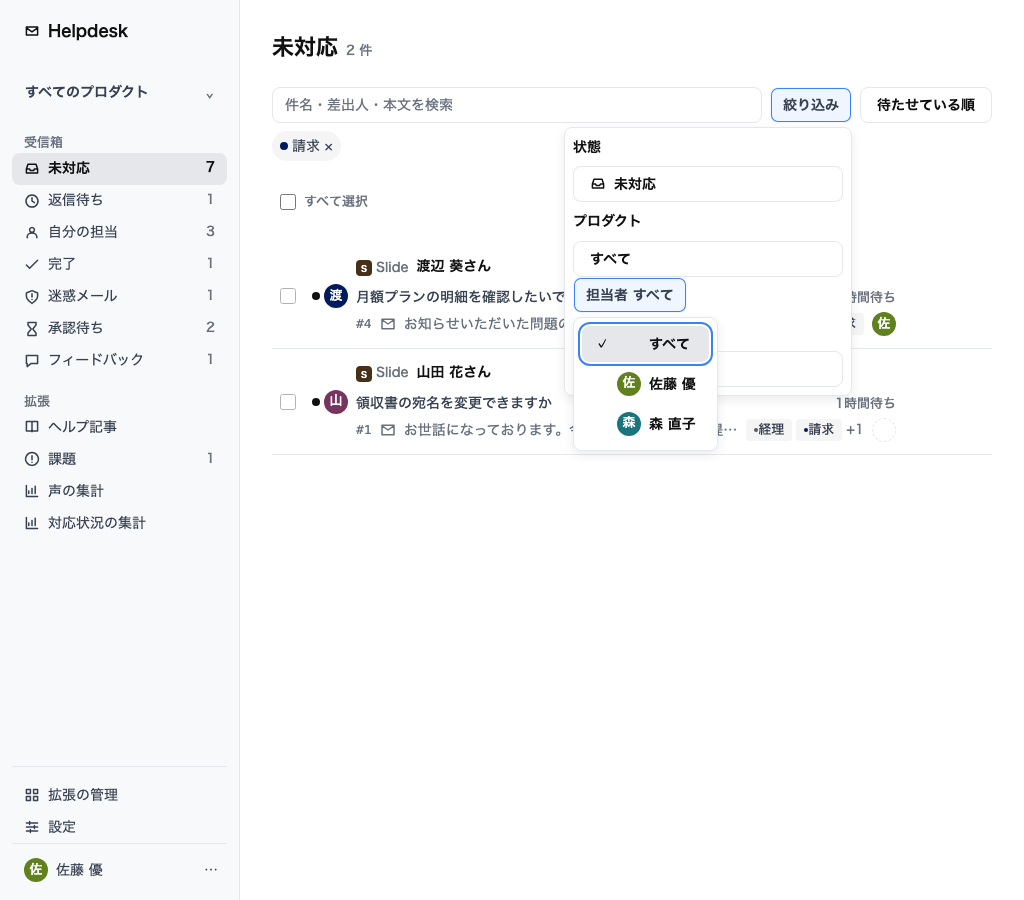 Helpdesk
すべてのプロダクト
受信箱
未対応 7
返信待ち 1
自分の担当 3
完了 1
迷惑メール 1
承認待ち 2
フィードバック 1
拡張
ヘルプ記事
課題 1
声の集計
対応状況の集計
拡張の管理
設定
佐 佐藤 優 …
未対応 2 件
件名・差出人・本文を検索 絞り込み 待たせている順
請求 ×
すべて選択
状態
未対応
プロダクト
すべて
担当者 すべて
✓ すべて
佐 佐藤 優
森 森 直子
s Slide 渡辺 葵さん
渡 月額プランの明細を確認したいで 時間待ち
#4 お知らせいただいた問題の 佐
s Slide 山田 花さん
山 領収書の宛名を変更できますか 1時間待ち
#1 お世話になっております。 … •経理 •請求 +1